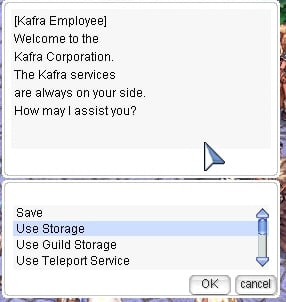 [Kafra Employee]
Welcome to the
Kafra Corporation.
The Kafra services
are always on your side.
How may I assist you?
Save
Use Storage
Use Guild Storage
Use Teleport Service
OK
cancel